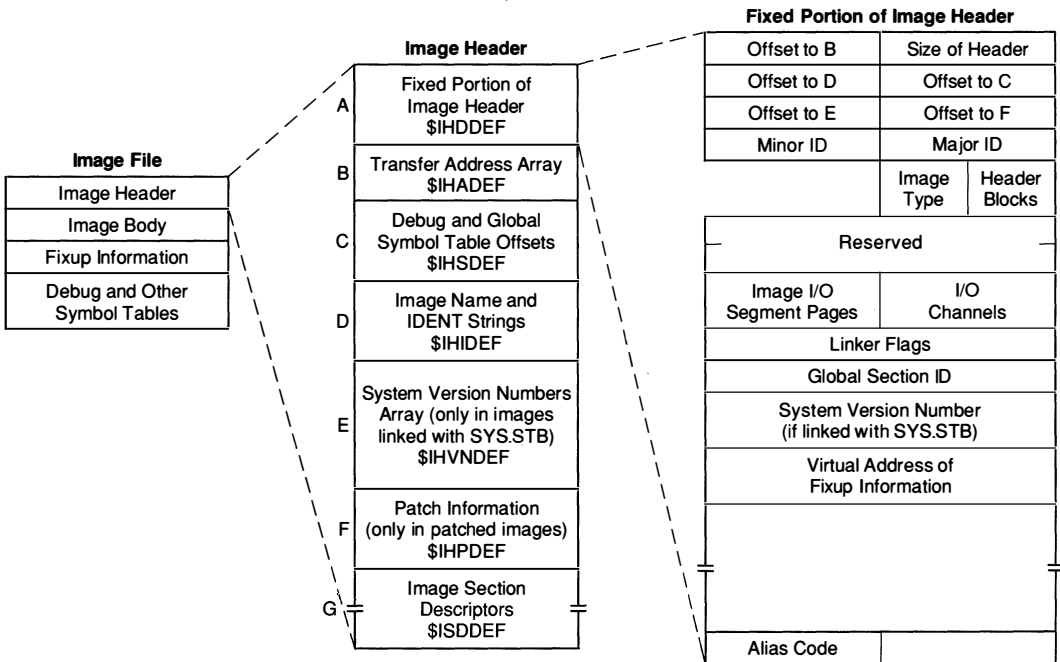 Image File
Image Header
Image Body
Fixup Information
Debug and Other
Symbol Tables
Image Header
A
Fixed Portion of
Image Header
$IHDDEF
B
Transfer Address Array
$IHADEF
C
Debug and Global
Symbol Table Offsets
$IHSDEF
D
Image Name and
IDENT Strings
$IHIDEF
E
System Version Numbers
Array (only in images
linked with SYS.STB)
$IHVNDEF
F
Patch Information
(only in patched images)
$IHPDEF
G
Image Section
Descriptors
$ISDDEF
Fixed Portion of Image Header
Offset to B
Size of Header
Offset to D
Offset to C
Offset to E
Offset to F
Minor ID
Major ID
Image
Type
Header
Blocks
Reserved
Image I/O
Segment Pages
I/O
Channels
Linker Flags
Global Section ID
System Version Number
(if linked with SYS.STB)
Virtual Address of
Fixup Information
Alias Code